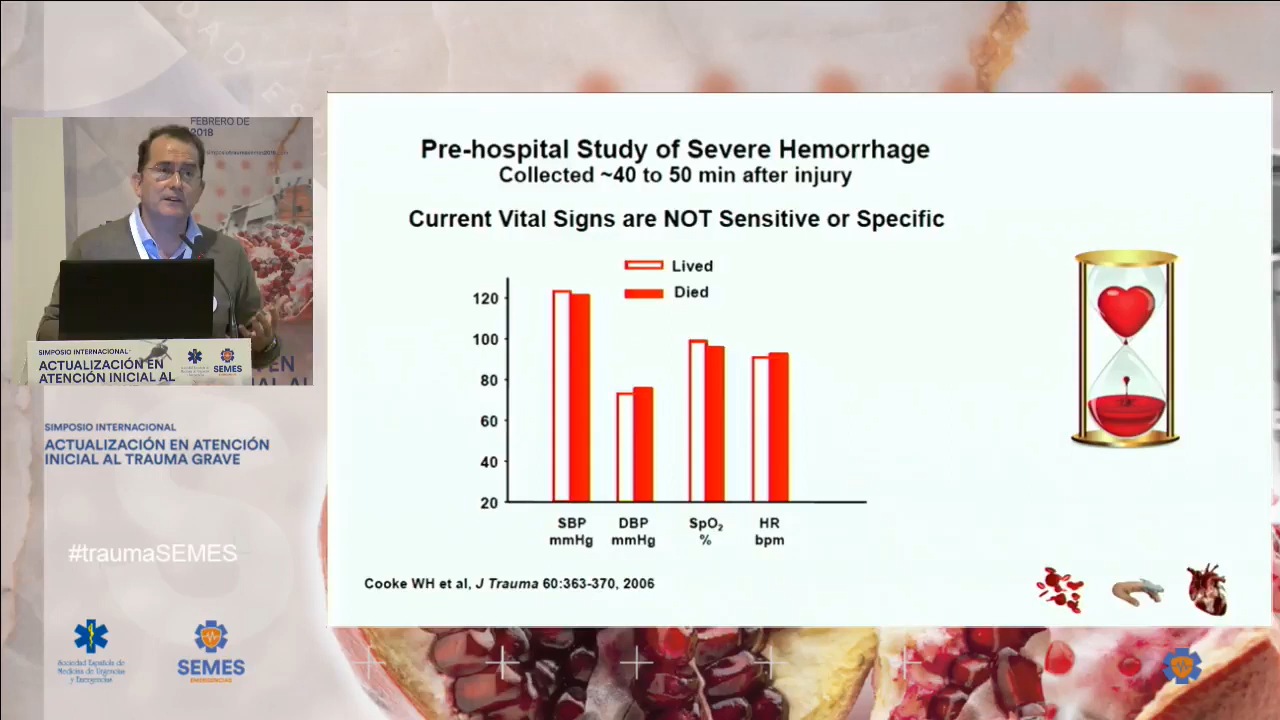 FEBRERO DE
2018
SIMPOSIO INTERNACIONAL
ACTUALIZACIÓN EN
ATENCIÓN INICIAL AL
SEMES
SIMPOSIO INTERNACIONAL
ACTUALIZACIÓN EN ATENCIÓN
INICIAL AL TRAUMA GRAVE
#traumaSEMES
Sociedad Española de
Medicina de Urgencias
y Emergencias
SEMES
EMERGENCIAS
Pre-hospital Study of Severe Hemorrhage
Collected ~40 to 50 min after injury
Current Vital Signs are NOT Sensitive or Specific
Lived
Died
120
100
80
60
40
20
SBP DBP SpO₂ HR
mmHg mmHg % bpm
Cooke WH et al, J Trauma 60:363-370, 2006